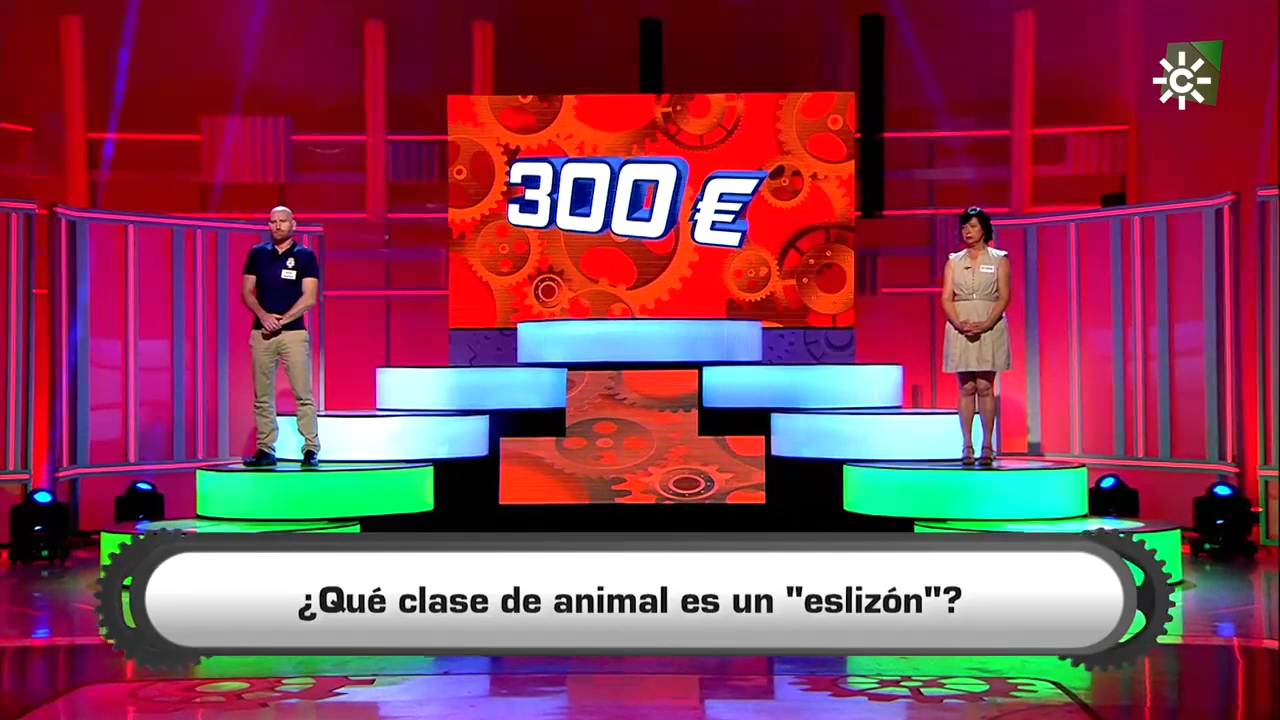 300 €
¿Qué clase de animal es un "eslizón"?